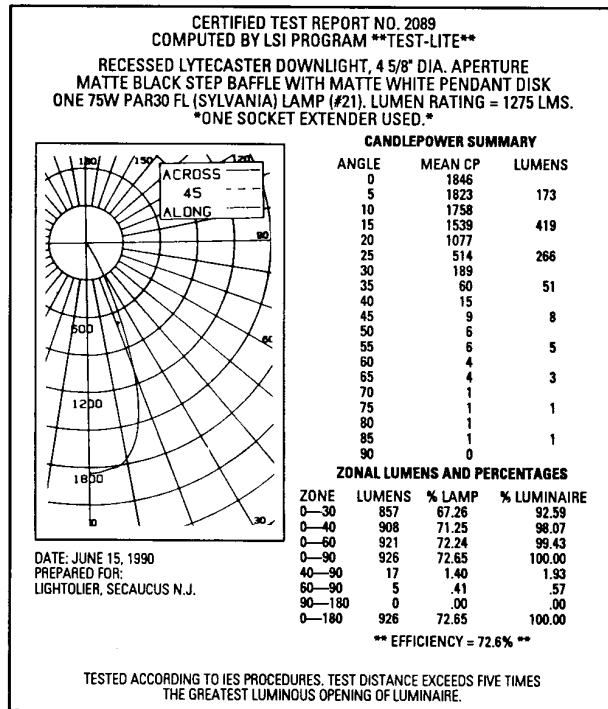 CERTIFIED TEST REPORT NO. 2089
COMPUTED BY LSI PROGRAM **TEST-LITE**
RECESSED LYTECASTER DOWNLIGHT, 4 5/8" DIA. APERTURE
MATTE BLACK STEP BAFFLE WITH MATTE WHITE PENDANT DISK
ONE 75W PAR30 FL (SYLVANIA) LAMP (#21). LUMEN RATING = 1275 LMS.
*ONE SOCKET EXTENDER USED.*
180 150 120
ACROSS
45
ALONG
90
600
60
1200
1800
0 30
DATE: JUNE 15, 1990
PREPARED FOR:
LIGHTOLIER, SECAUCUS N.J.
CANDLEPOWER SUMMARY
ANGLE MEAN CP LUMENS
0 1846
5 1823 173
10 1758
15 1539 419
20 1077
25 514 266
30 189
35 60 51
40 15
45 9 8
50 6
55 6 5
60 4
65 4 3
70 1
75 1 1
80 1
85 1 1
90 0
ZONAL LUMENS AND PERCENTAGES
ZONE LUMENS % LAMP % LUMINAIRE
0—30 857 67.26 92.59
0—40 908 71.25 98.07
0—60 921 72.24 99.43
0—90 926 72.65 100.00
40—90 17 1.40 1.93
60—90 5 .41 .57
90—180 0 .00 .00
0—180 926 72.65 100.00
** EFFICIENCY = 72.6% **
TESTED ACCORDING TO IES PROCEDURES. TEST DISTANCE EXCEEDS FIVE TIMES
THE GREATEST LUMINOUS OPENING OF LUMINAIRE.